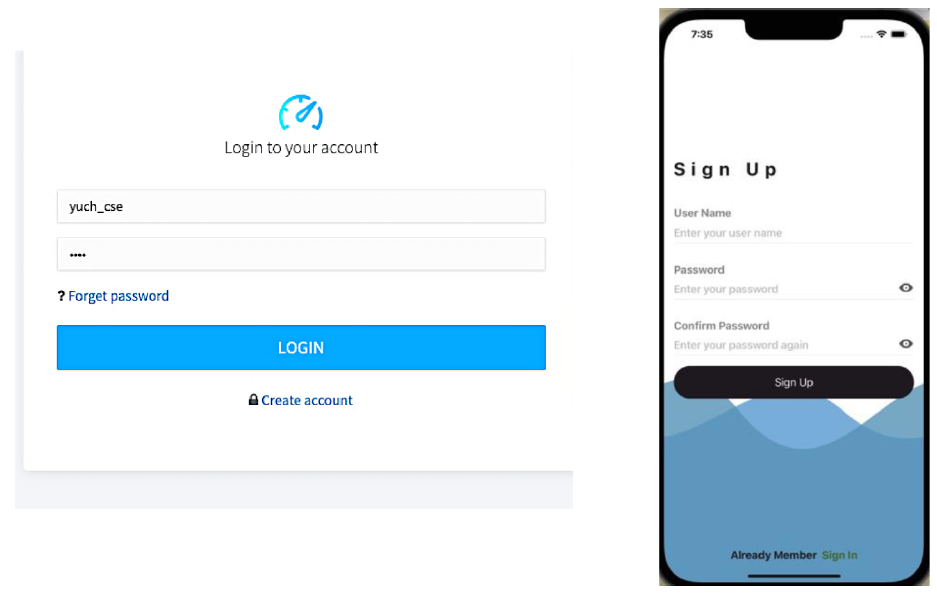 Login to your account
yuch_cse
••••
? Forget password
LOGIN
Create account
7:35
Sign Up
User Name
Enter your user name
Password
Enter your password
Confirm Password
Enter your password again
Sign Up
Already Member Sign In